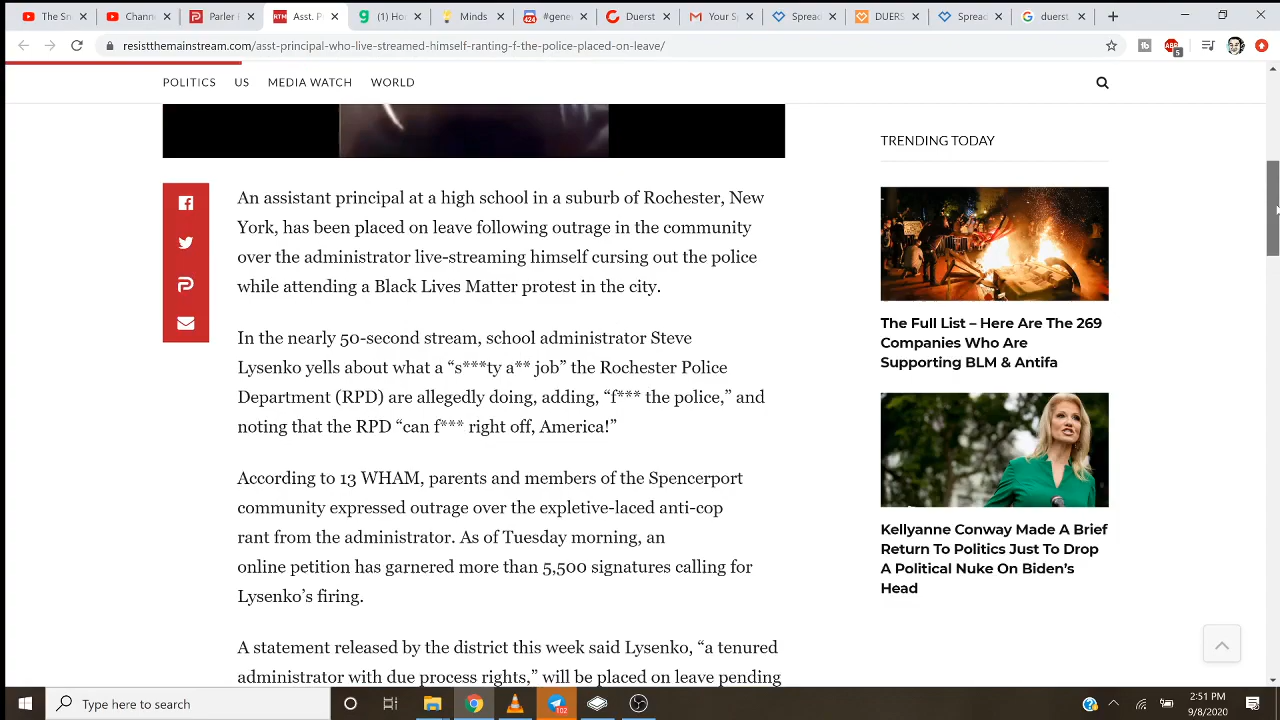 The Sn
Chann
Parler
Asst. P
(1) Ho
Minds
#gene
424
Duerst
Your S
Spread
DUER
Spread
duerst
resistthemainstream.com/asst-principal-who-live-streamed-himself-ranting-f-the-police-placed-on-leave/
POLITICS US MEDIA WATCH WORLD
An assistant principal at a high school in a suburb of Rochester, New
York, has been placed on leave following outrage in the community
over the administrator live-streaming himself cursing out the police
while attending a Black Lives Matter protest in the city.
In the nearly 50-second stream, school administrator Steve
Lysenko yells about what a “s***ty a** job” the Rochester Police
Department (RPD) are allegedly doing, adding, “f*** the police,” and
noting that the RPD “can f*** right off, America!”
According to 13 WHAM, parents and members of the Spencerport
community expressed outrage over the expletive-laced anti-cop
rant from the administrator. As of Tuesday morning, an
online petition has garnered more than 5,500 signatures calling for
Lysenko’s firing.
A statement released by the district this week said Lysenko, “a tenured
administrator with due process rights,” will be placed on leave pending
TRENDING TODAY
The Full List – Here Are The 269
Companies Who Are
Supporting BLM & Antifa
Kellyanne Conway Made A Brief
Return To Politics Just To Drop
A Political Nuke On Biden’s
Head
Type here to search
2:51 PM
9/8/2020